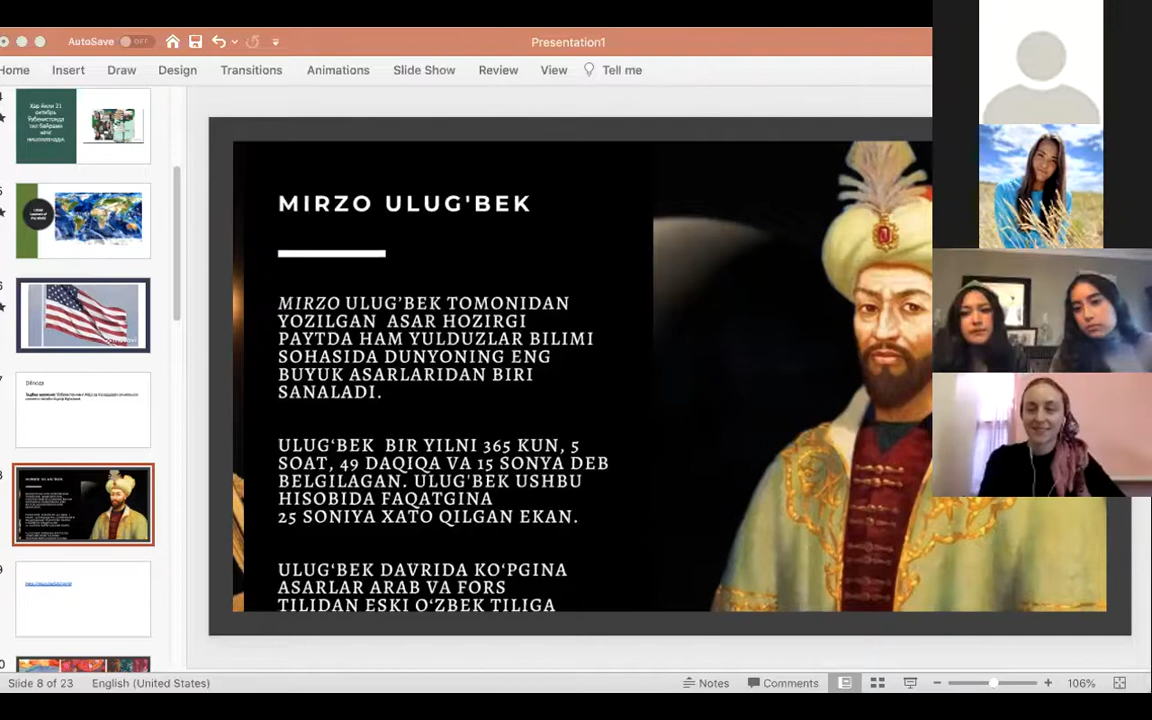 AutoSave OFF
Presentation1
Home Insert Draw Design Transitions Animations Slide Show Review View Tell me
MIRZO ULUG'BEK
MIRZO ULUG’BEK TOMONIDAN
YOZILGAN ASAR HOZIRGI
PAYTDA HAM YULDUZLAR BILIMI
SOHASIDA DUNYONING ENG
BUYUK ASARLARIDAN BIRI
SANALADI.
ULUG‘BEK BIR YILNI 365 KUN, 5
SOAT, 49 DAQIQA VA 15 SONYA DEB
BELGILAGAN. ULUG'BEK USHBU
HISOBIDA FAQATGINA
25 SONIYA XATO QILGAN EKAN.
ULUG‘BEK DAVRIDA KO‘PGINA
ASARLAR ARAB VA FORS
TILIDAN ESKI O‘ZBEK TILIGA
Slide 8 of 23 English (United States) Notes Comments 106%